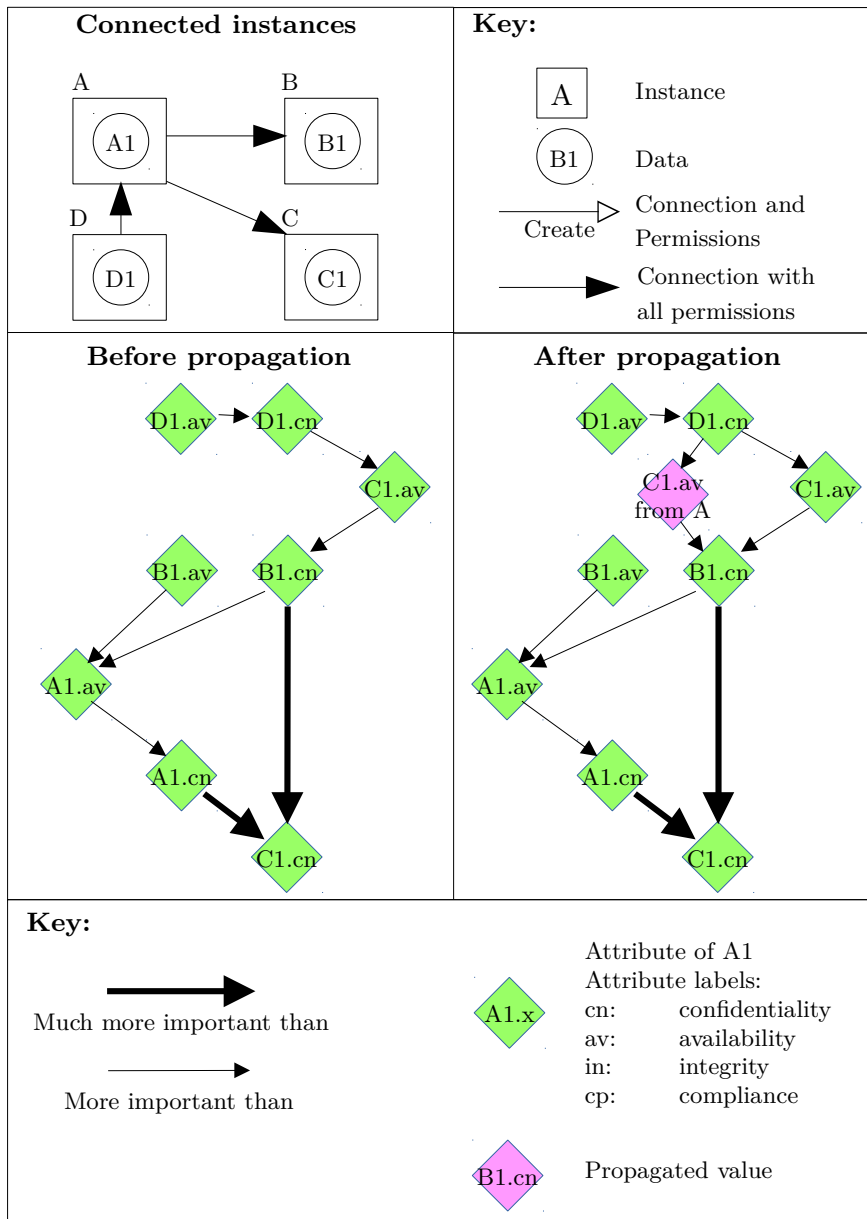 Connected instances
A
B
A1
B1
D
C
D1
C1
Key:
A
Instance
B1
Data
Create
Connection and
Permissions
Connection with
all permissions
Before propagation
D1.av
D1.cn
C1.av
B1.av
B1.cn
A1.av
A1.cn
C1.cn
After propagation
D1.av
D1.cn
C1.av
from A
C1.av
B1.av
B1.cn
A1.av
A1.cn
C1.cn
Key:
Much more important than
More important than
A1.x
Attribute of A1
Attribute labels:
cn: confidentiality
av: availability
in: integrity
cp: compliance
B1.cn
Propagated value